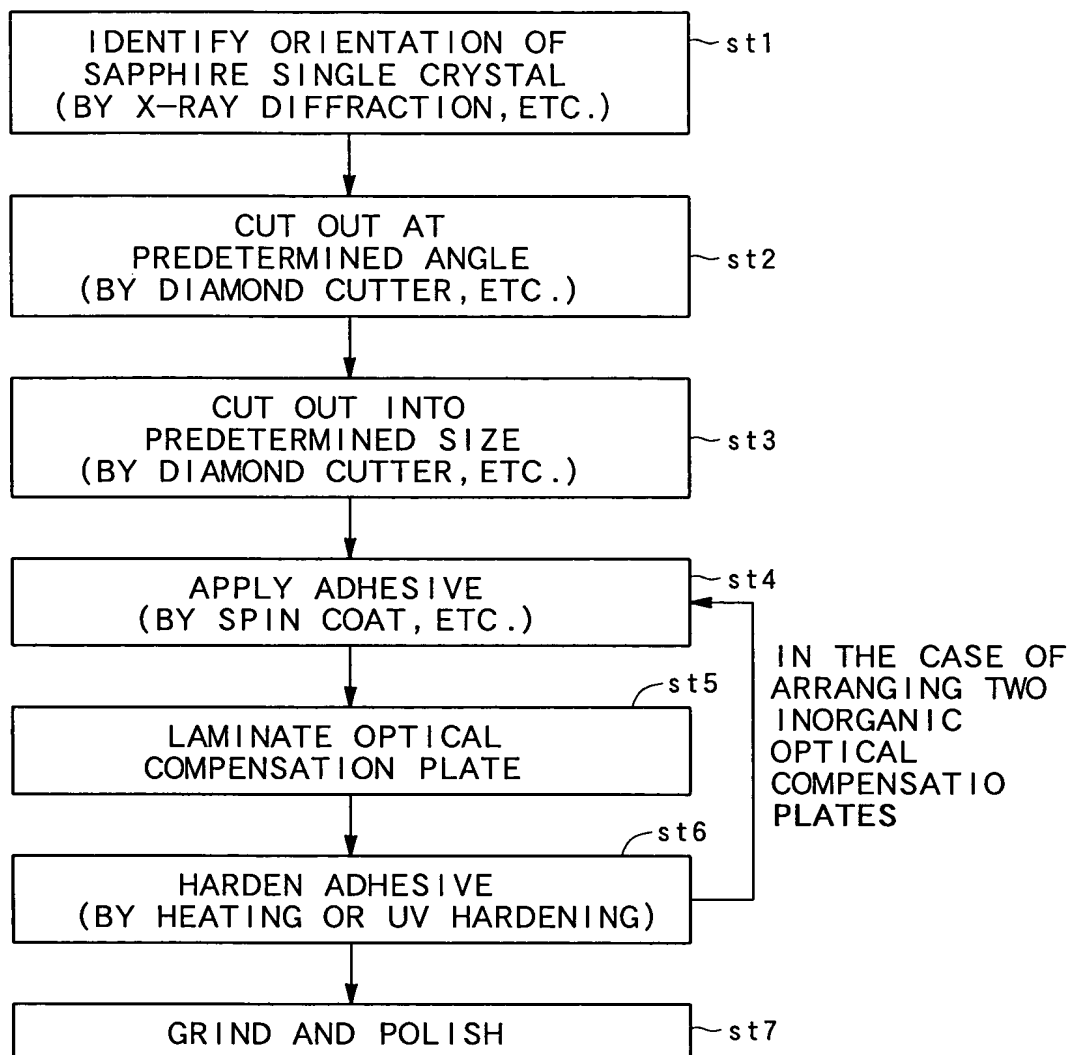 IDENTIFY ORIENTATION OF
SAPPHIRE SINGLE CRYSTAL
(BY X-RAY DIFFRACTION, ETC.)
st1
CUT OUT AT
PREDETERMINED ANGLE
(BY DIAMOND CUTTER, ETC.)
st2
CUT OUT INTO
PREDETERMINED SIZE
(BY DIAMOND CUTTER, ETC.)
st3
APPLY ADHESIVE
(BY SPIN COAT, ETC.)
st4
IN THE CASE OF
ARRANGING TWO
INORGANIC
OPTICAL
COMPENSATIO
PLATES
st5
LAMINATE OPTICAL
COMPENSATION PLATE
st6
HARDEN ADHESIVE
(BY HEATING OR UV HARDENING)
GRIND AND POLISH
st7